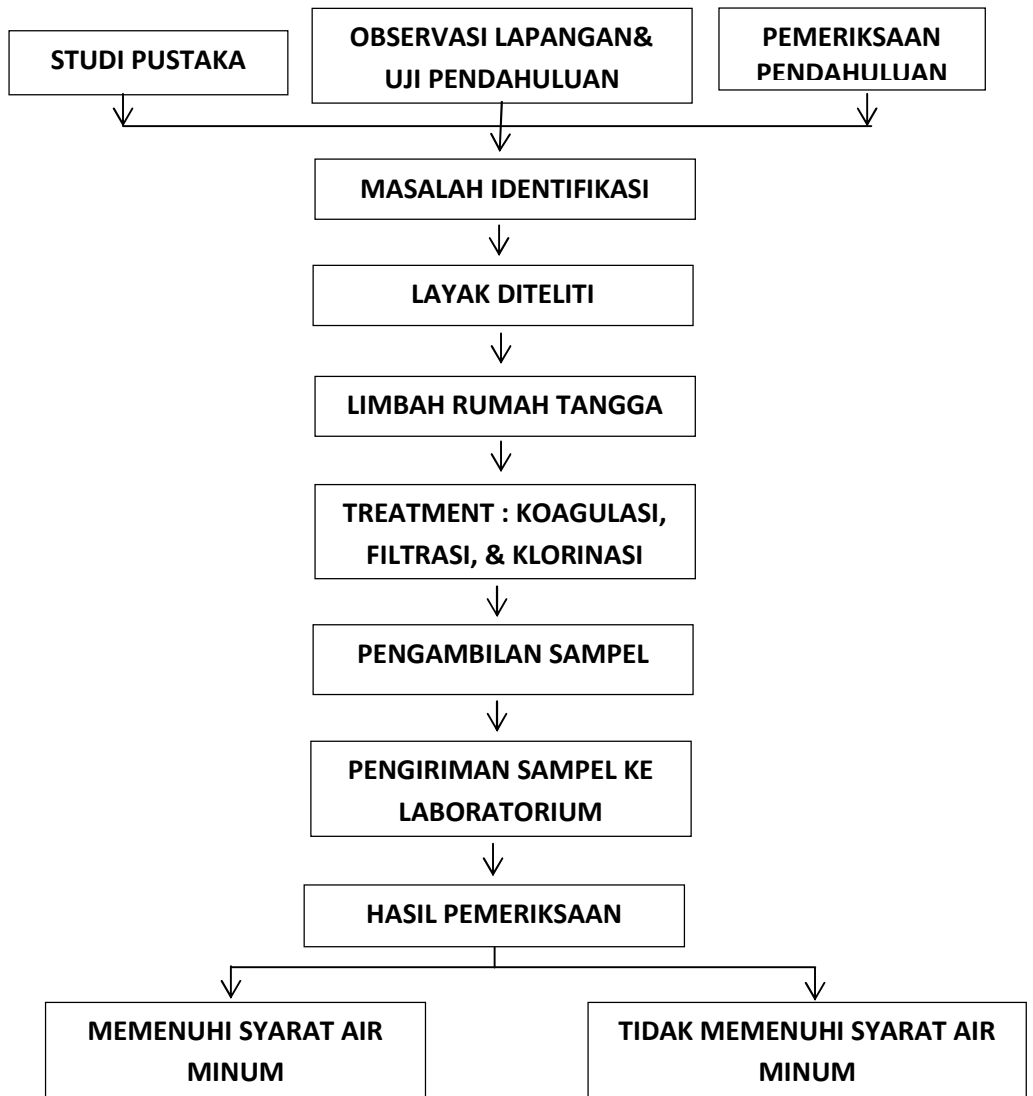 STUDI PUSTAKA
OBSERVASI LAPANGAN&
UJI PENDAHULUAN
PEMERIKSAAN
PENDAHULUAN
MASALAH IDENTIFIKASI
LAYAK DITELITI
LIMBAH RUMAH TANGGA
TREATMENT : KOAGULASI,
FILTRASI, & KLORINASI
PENGAMBILAN SAMPEL
PENGIRIMAN SAMPEL KE
LABORATORIUM
HASIL PEMERIKSAAN
MEMENUHI SYARAT AIR
MINUM
TIDAK MEMENUHI SYARAT AIR
MINUM